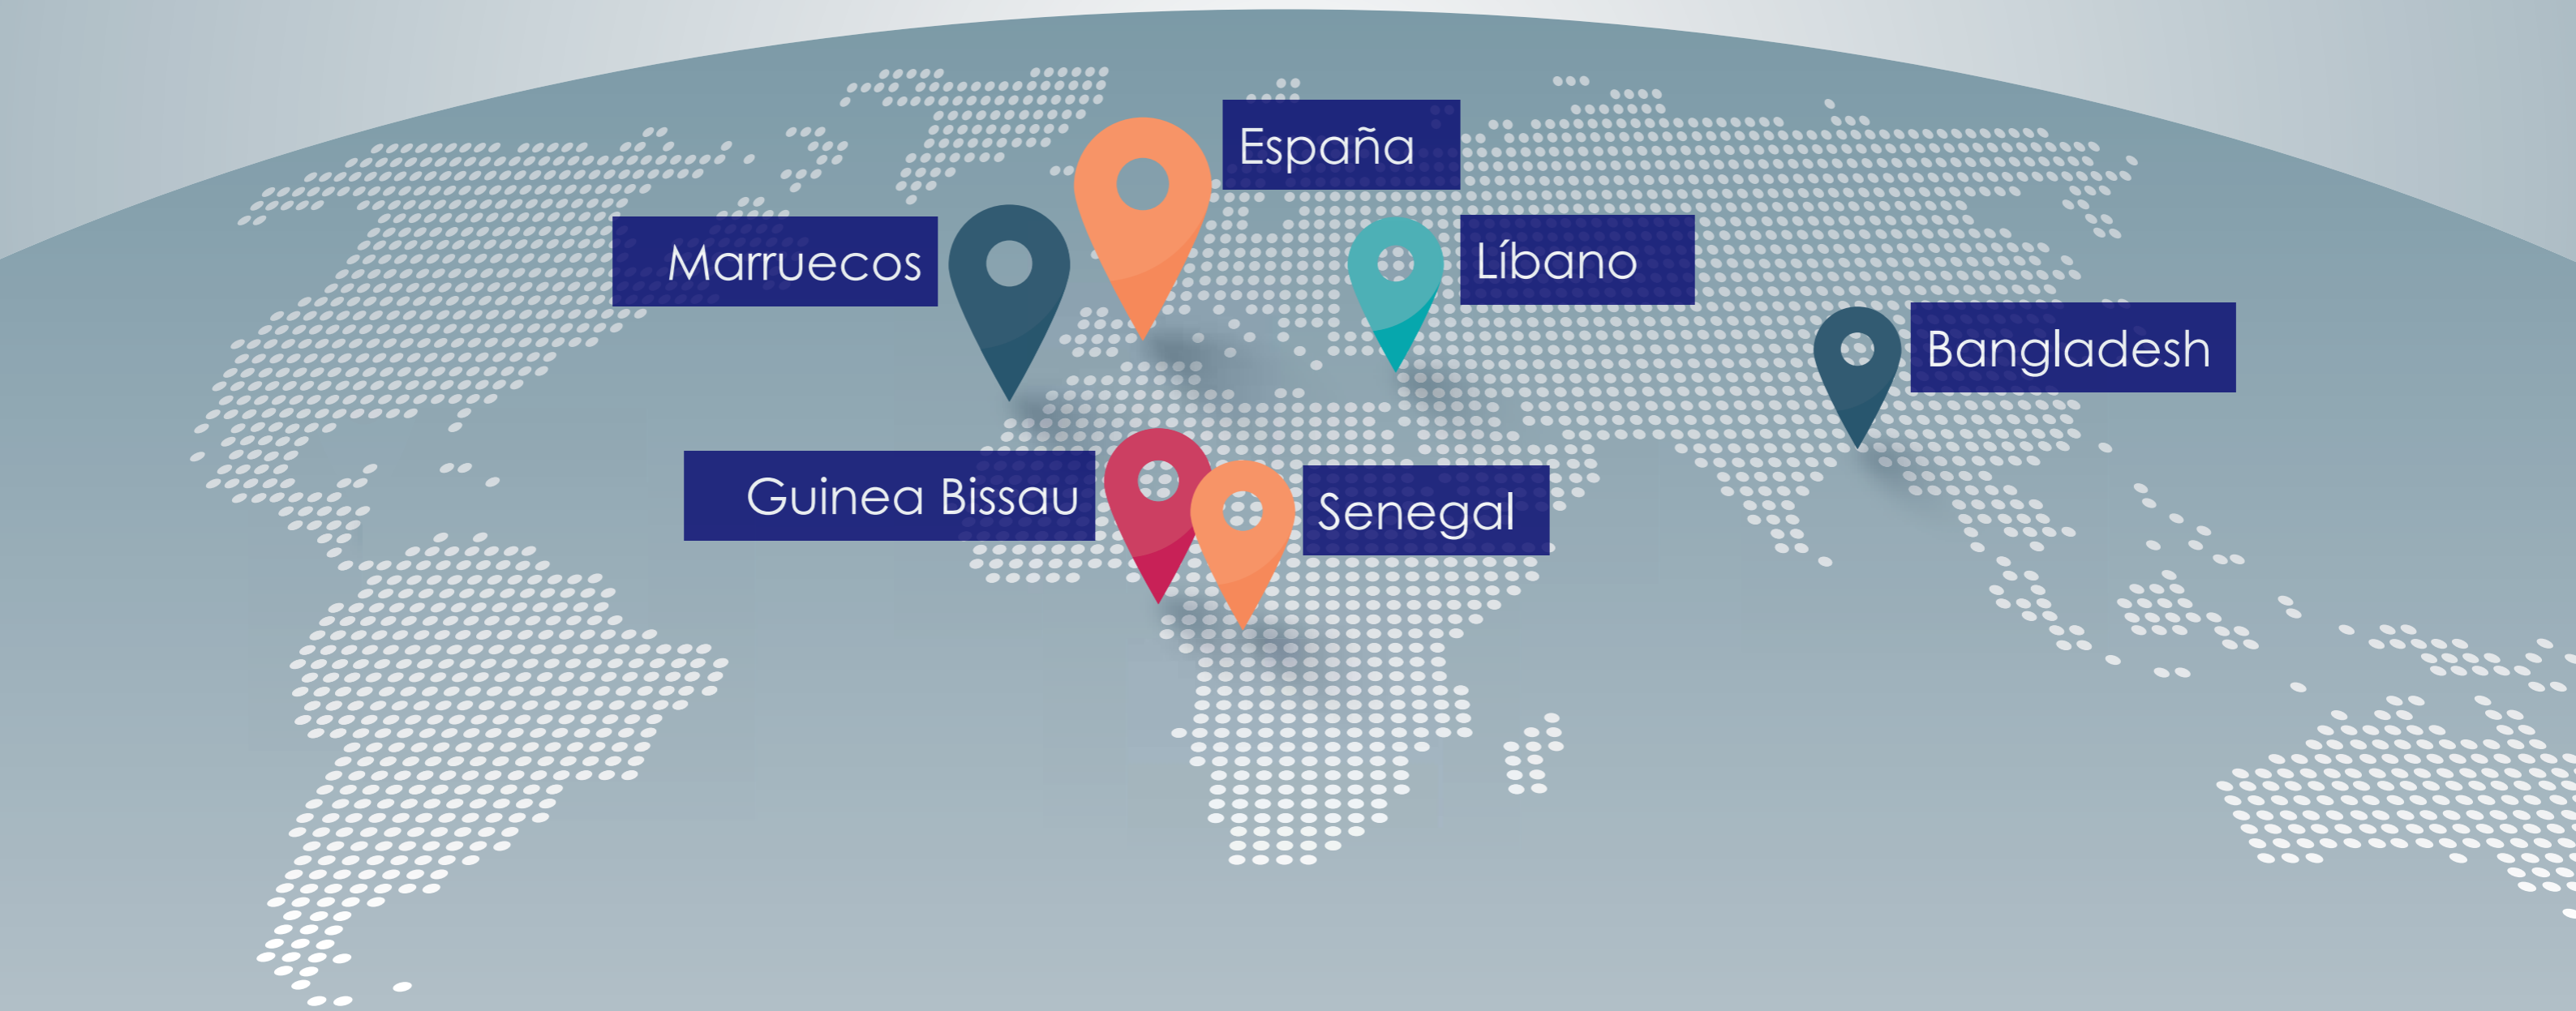 España
Marruecos
Líbano
Bangladesh
Guinea Bissau
Senegal